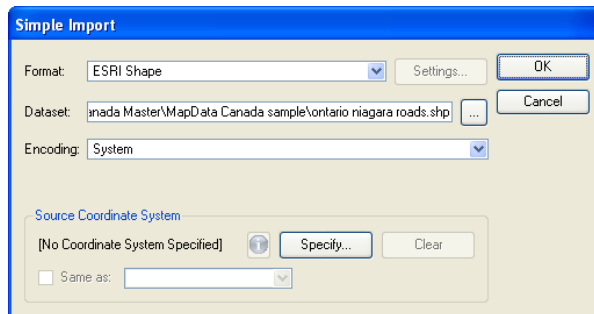 Simple Import
Format: ESRI Shape Settings... OK
Dataset: anada Master\MapData Canada sample\ontario niagara roads.shp ... Cancel
Encoding: System
Source Coordinate System
[No Coordinate System Specified] Specify... Clear
Same as: